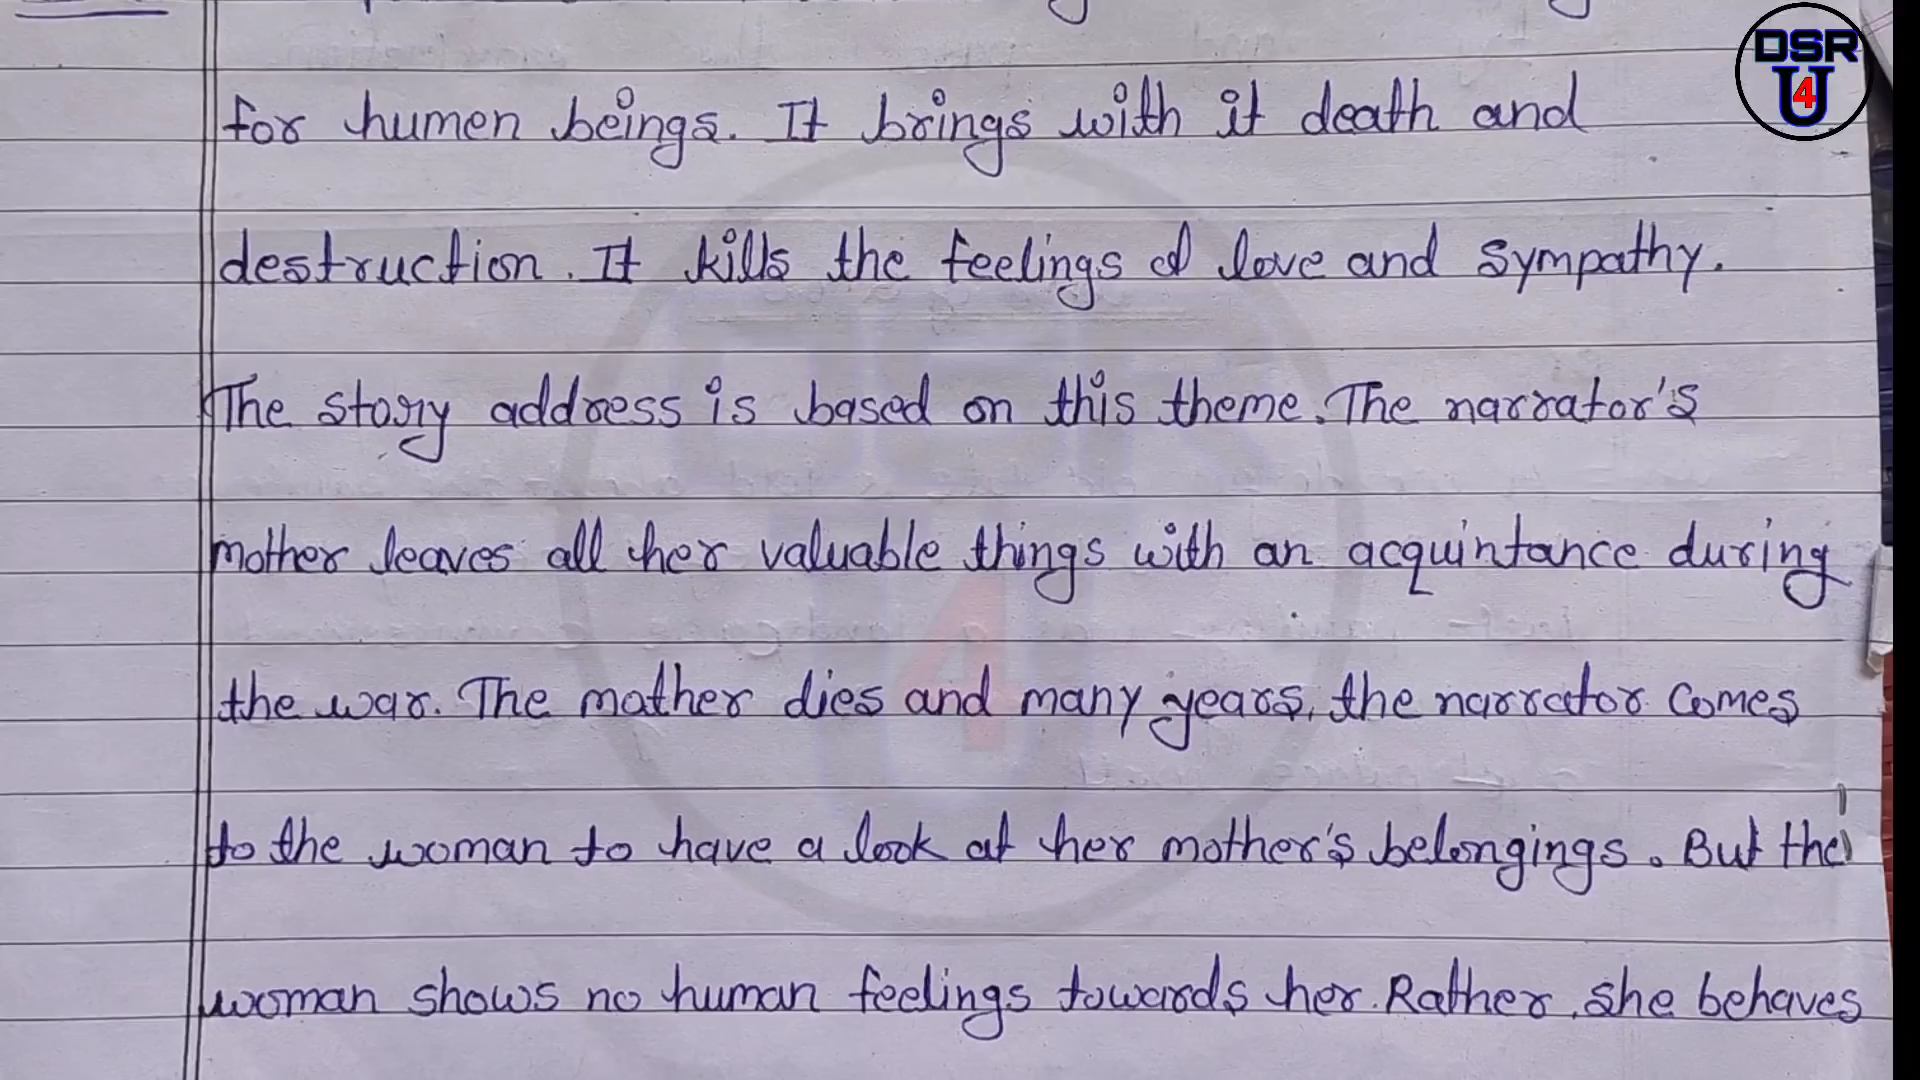 DSR
U
4
for humen beings. It brings with it death and
destruction. It kills the feelings of love and sympathy.
The story address is based on this theme. The narrator's
mother leaves all her valuable things with an acquintance during
the war. The mather dies and many years, the narrator comes
to the woman to have a look at her mother's belongings. But the
woman shows no human feelings towards her. Rather, she behaves